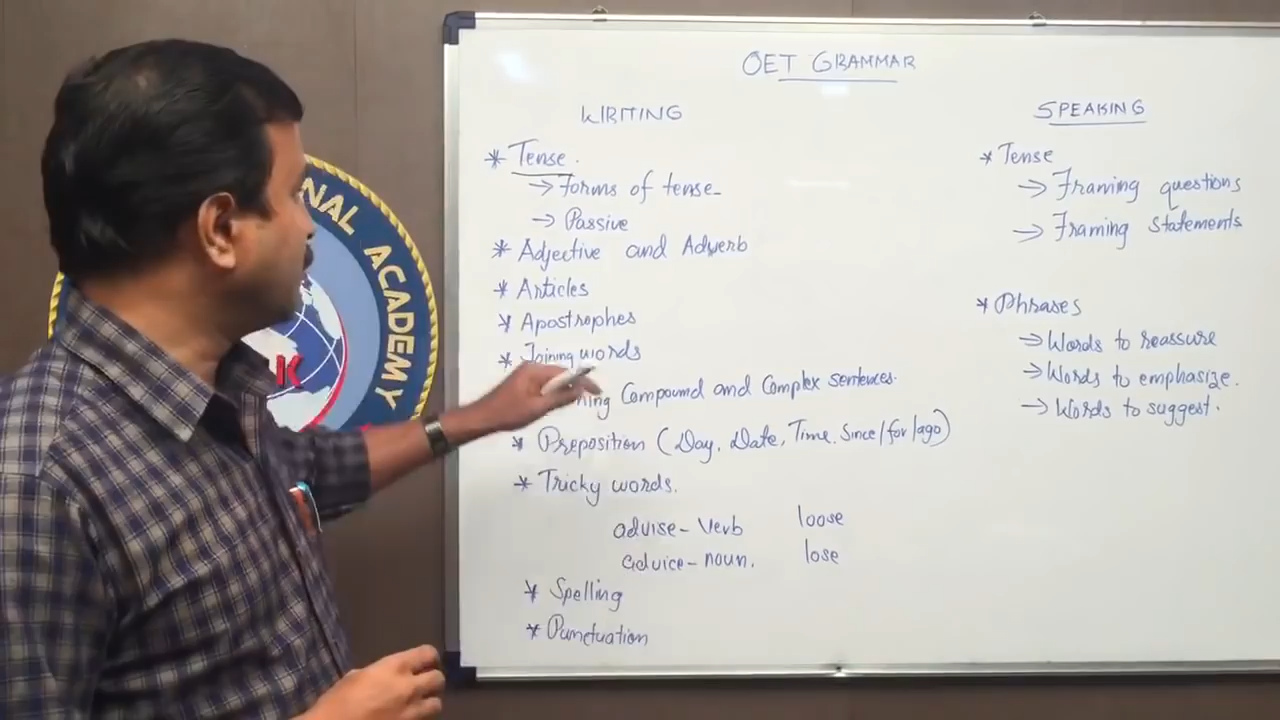 OET GRAMMAR
WRITING
* Tense.
→ Forms of tense
→ Passive
* Adjective and Adverb
* Articles
* Apostrophes
* Joining words
Compound and Complex sentences.
* Preposition (Day, Date, Time, Since/for/ago)
* Tricky words.
advise - Verb loose
advice - noun. lose
* Spelling
* Punctuation
SPEAKING
* Tense
→ Framing questions
→ Framing statements
* Phrases
→ Words to reassure
→ Words to emphasize.
→ Words to suggest.
NAL ACADEMY
K